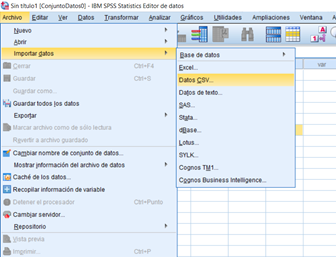 Sin título1 [ConjuntoDatos0] - IBM SPSS Statistics Editor de datos
Archivo Editar Ver Datos Transformar Analizar Gráficos Utilidades Ampliaciones Ventana Ay
Nuevo
Abrir
Importar datos
Cerrar Ctrl+F4
Guardar Ctrl+S
Guardar como...
Guardar todos los datos
Exportar
Marcar archivo como de sólo lectura
Revertir a archivo guardado
Cambiar nombre de conjunto de datos...
Mostrar información del archivo de datos
Caché de los datos...
Recopilar información de variable
Detener el procesador Ctrl+Punto
Cambiar servidor...
Repositorio
Vista previa
Imprimir... Ctrl+P
Base de datos
Excel...
Datos CSV...
Datos de texto...
SAS...
Stata...
dBase...
Lotus...
SYLK...
Cognos TM1...
Cognos Business Intelligence...
var